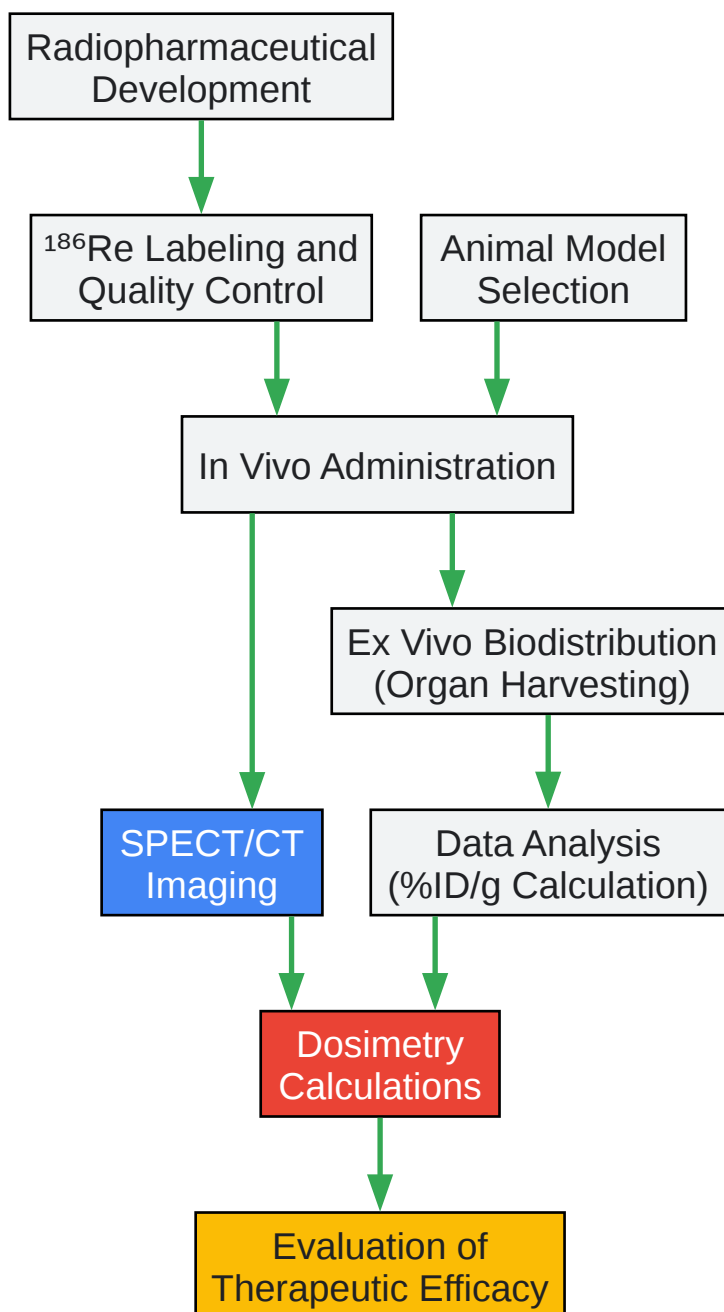 Radiopharmaceutical
Development
¹⁸⁶Re Labeling and
Quality Control
Animal Model
Selection
In Vivo Administration
Ex Vivo Biodistribution
(Organ Harvesting)
SPECT/CT
Imaging
Data Analysis
(%ID/g Calculation)
Dosimetry
Calculations
Evaluation of
Therapeutic Efficacy